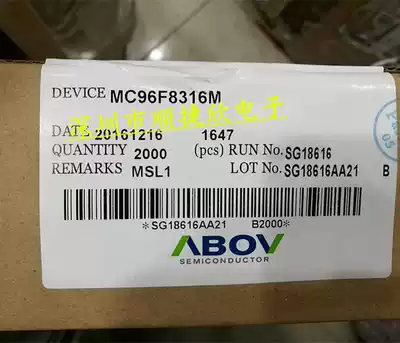 DEVICE MC96F8316M
深圳市顺捷欣电子
DATE 20161216 1647
QUANTITY 2000 (pcs) RUN No. SG18616
REMARKS MSL1 LOT No. SG18616AA21 B
*SG18616AA21 B2000*
ABOV
SEMICONDUCTOR